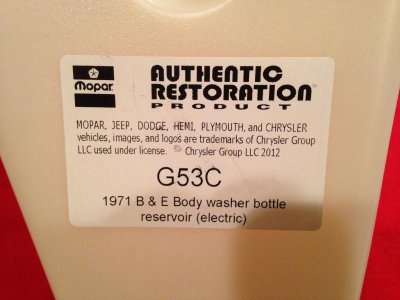 Mopar
AUTHENTIC
RESTORATION™
PRODUCT
MOPAR, JEEP, DODGE, HEMI, PLYMOUTH, and CHRYSLER
vehicles, images, and logos are trademarks of Chrysler Group
LLC used under license. © Chrysler Group LLC 2012
G53C
1971 B & E Body washer bottle
reservoir (electric)